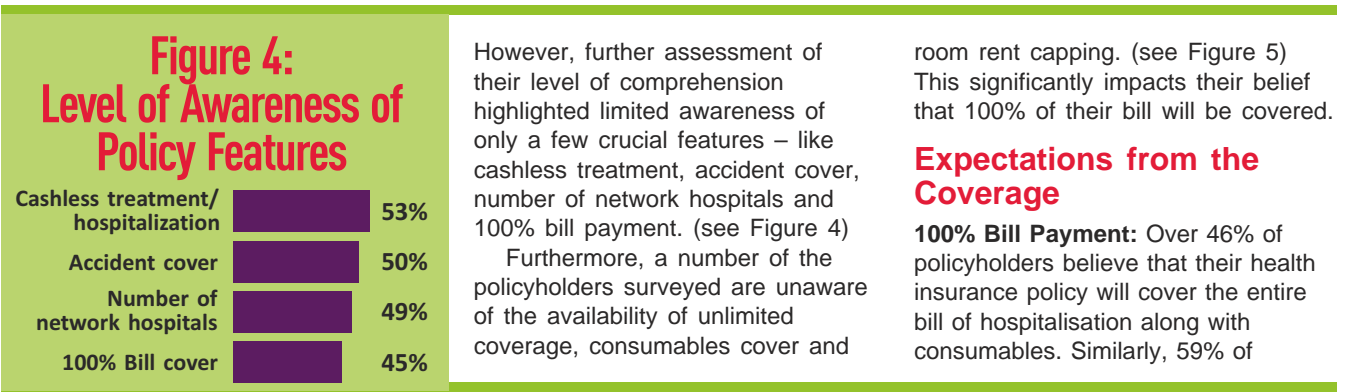 Figure 4:
Level of Awareness of
Policy Features
Cashless treatment/
hospitalization
53%
Accident cover
50%
Number of
network hospitals
49%
100% Bill cover
45%
However, further assessment of
their level of comprehension
highlighted limited awareness of
only a few crucial features – like
cashless treatment, accident cover,
number of network hospitals and
100% bill payment. (see Figure 4)
Furthermore, a number of the
policyholders surveyed are unaware
of the availability of unlimited
coverage, consumables cover and
room rent capping. (see Figure 5)
This significantly impacts their belief
that 100% of their bill will be covered.
Expectations from the
Coverage
100% Bill Payment: Over 46% of
policyholders believe that their health
insurance policy will cover the entire
bill of hospitalisation along with
consumables. Similarly, 59% of